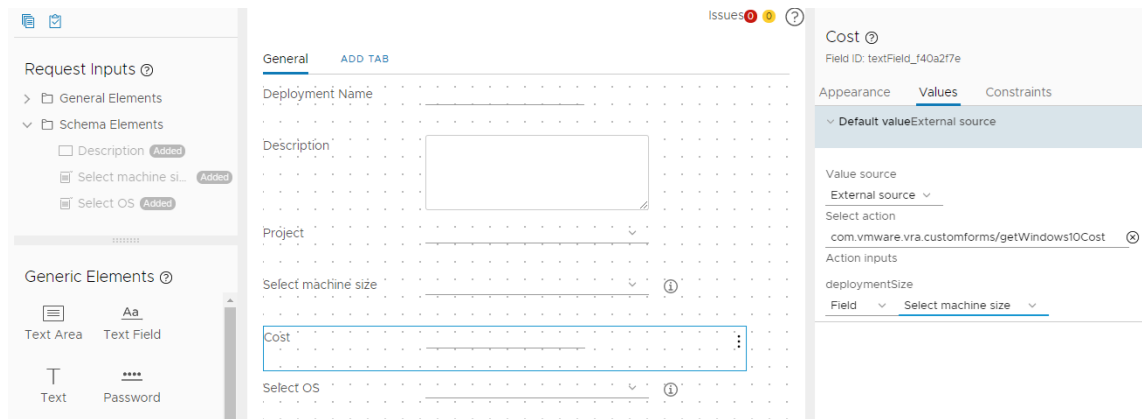 Issues 0 0
Request Inputs
General Elements
Schema Elements
Description Added
Select machine si... Added
Select OS Added
Generic Elements
Aa
Text Area Text Field
T
Text Password
General ADD TAB
Deployment Name
Description
Project
Select machine size
Cost
Select OS
Cost
Field ID: textField_f40a2f7e
Appearance Values Constraints
Default valueExternal source
Value source
External source
Select action
com.vmware.vra.customforms/getWindows10Cost
Action inputs
deploymentSize
Field Select machine size